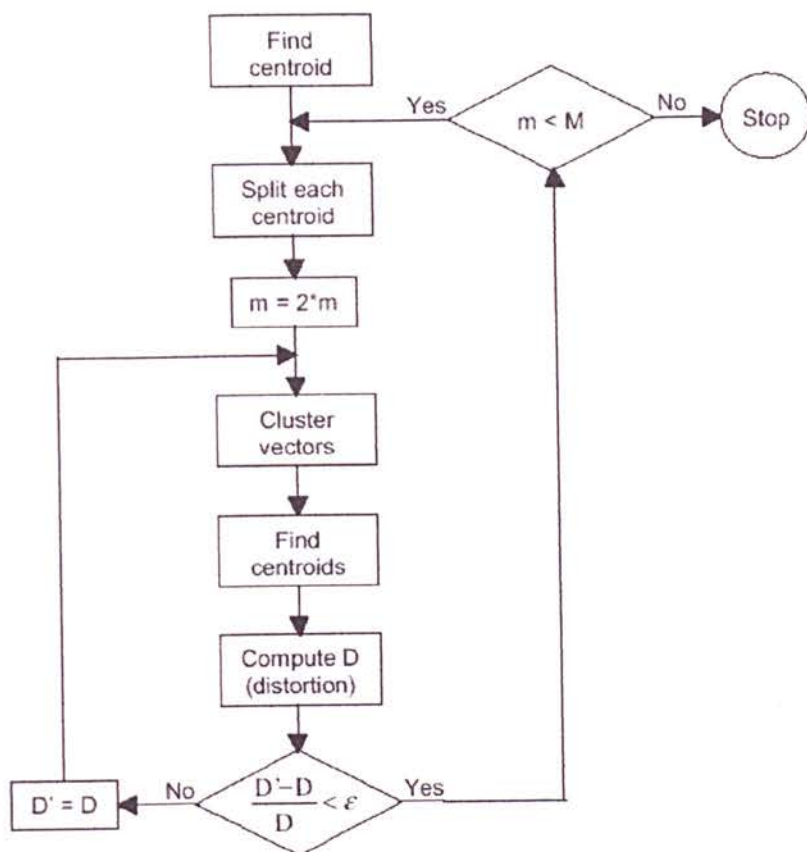 Find
centroid
Yes
m < M
No
Stop
Split each
centroid
m = 2*m
Cluster
vectors
Find
centroids
Compute D
(distortion)
D' = D
No
D'-D
D
< ε
Yes